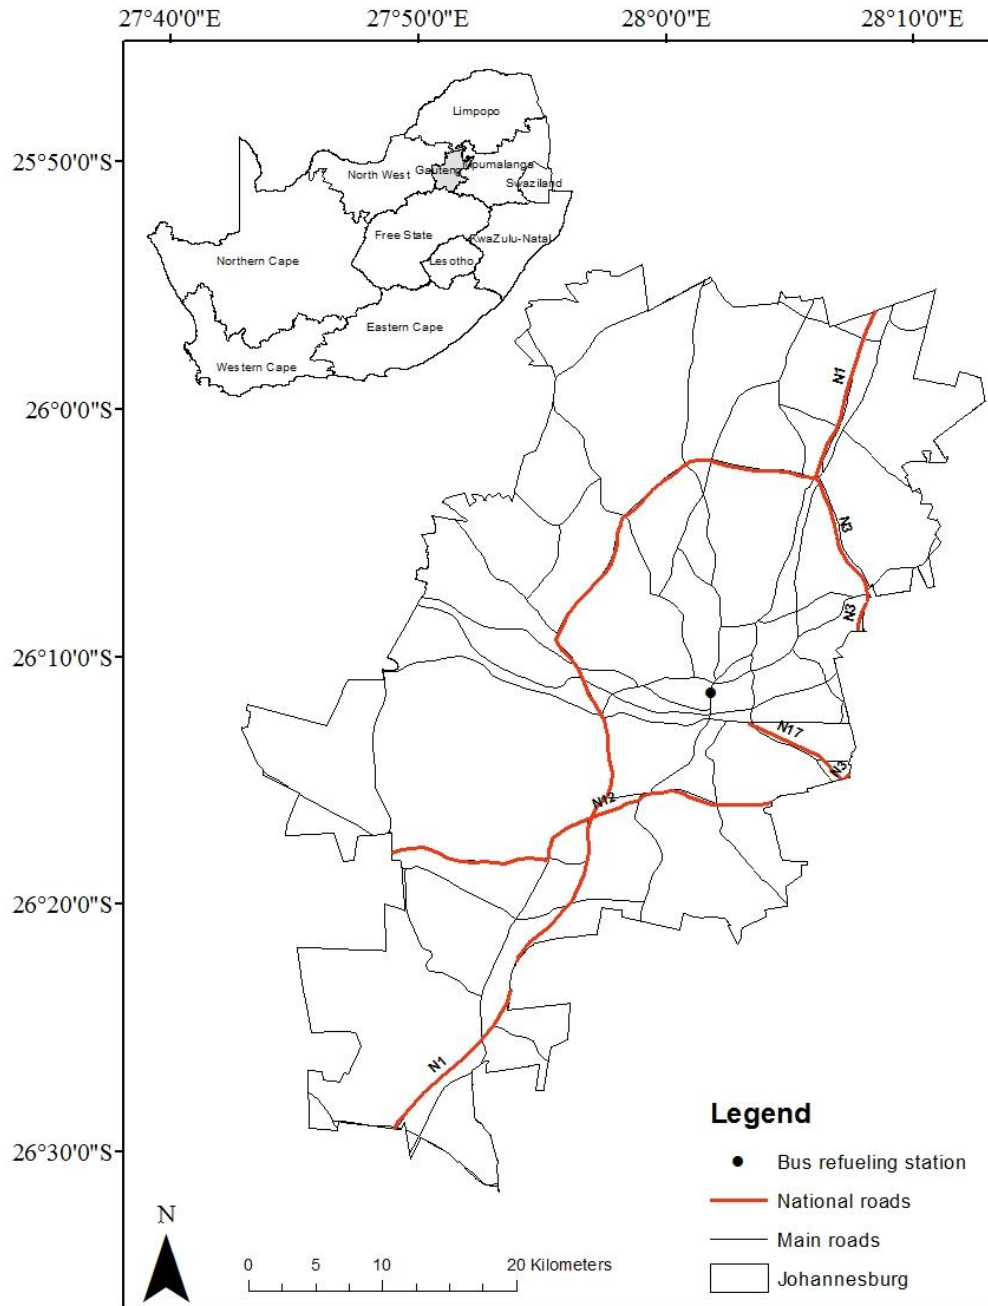 27°40'0"E
27°50'0"E
28°0'0"E
28°10'0"E
25°50'0"S
26°0'0"S
26°10'0"S
26°20'0"S
26°30'0"S
Limpopo
North West
Gauteng
Mpumalanga
Swaziland
Free State
KwaZulu-Natal
Lesotho
Northern Cape
Eastern Cape
Western Cape
N1
N3
N3
N17
N3
N12
N1
Legend
Bus refueling station
National roads
Main roads
Johannesburg
N
0 5 10 20 Kilometers